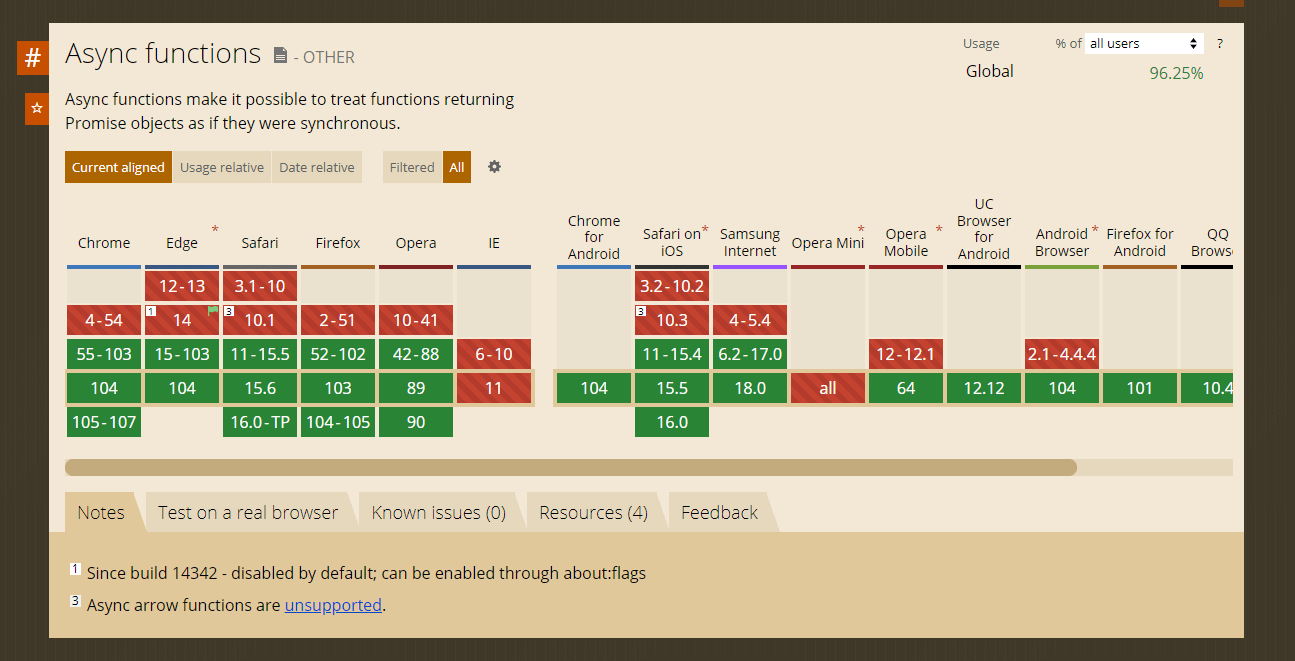 #
Async functions - OTHER
Usage % of all users ?
Global 96.25%
Async functions make it possible to treat functions returning
Promise objects as if they were synchronous.
Current aligned Usage relative Date relative Filtered All
Chrome Edge * Safari Firefox Opera IE Chrome for Android Safari on iOS * Samsung Internet Opera Mini * Opera Mobile * UC Browser for Android Android Browser * Firefox for Android QQ Brows
12-13 3.1-10 3.2-10.2
4-54 1 14 3 10.1 2-51 10-41 3 10.3 4-5.4
55-103 15-103 11-15.5 52-102 42-88 6-10 11-15.4 6.2-17.0 12-12.1 2.1-4.4.4
104 104 15.6 103 89 11 104 15.5 18.0 all 64 12.12 104 101 10.4
105-107 16.0-TP 104-105 90 16.0
Notes Test on a real browser Known issues (0) Resources (4) Feedback
1 Since build 14342 - disabled by default; can be enabled through about:flags
3 Async arrow functions are unsupported.